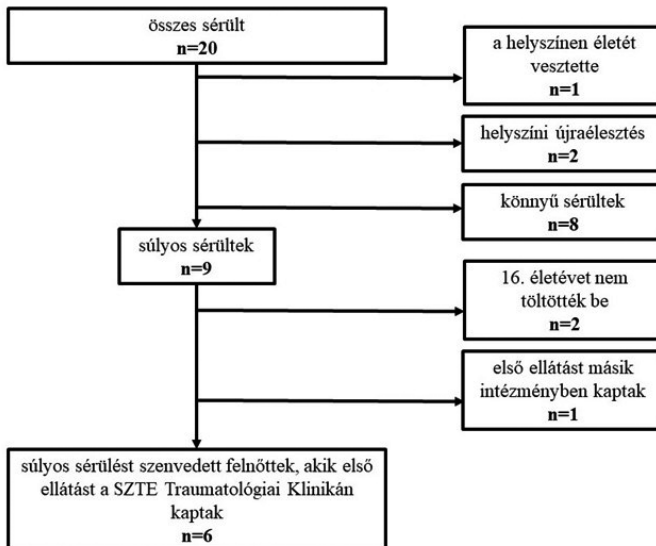 összes sérült
n=20
a helyszínen életét
vesztette
n=1
helyszíni újraélesztés
n=2
könnyű sérültek
n=8
súlyos sérültek
n=9
16. életévet nem
töltötték be
n=2
első ellátást másik
intézményben kaptak
n=1
súlyos sérülést szenvedett felnőttek, akik első
ellátást a SZTE Traumatológiai Klinikán
kaptak
n=6